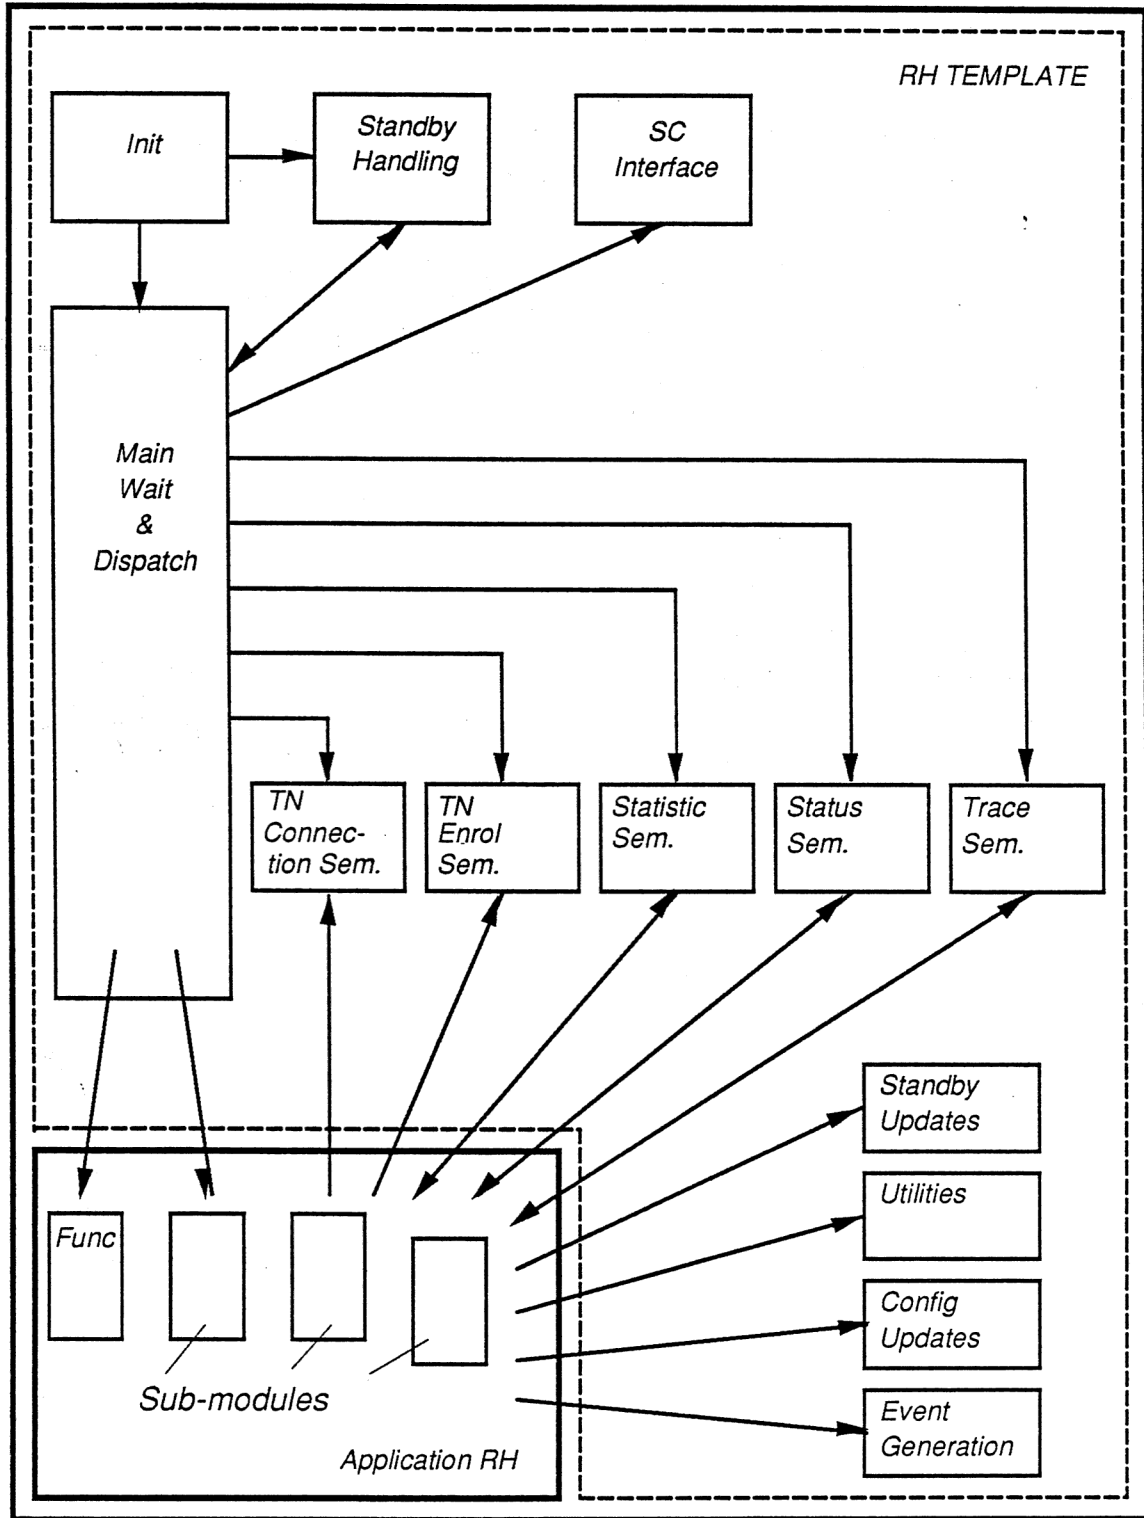 RH TEMPLATE
Init
Standby
Handling
SC
Interface
Main
Wait
&
Dispatch
TN
Connec-
tion Sem.
TN
Enrol
Sem.
Statistic
Sem.
Status
Sem.
Trace
Sem.
Standby
Updates
Utilities
Config
Updates
Event
Generation
Func
Sub-modules
Application RH